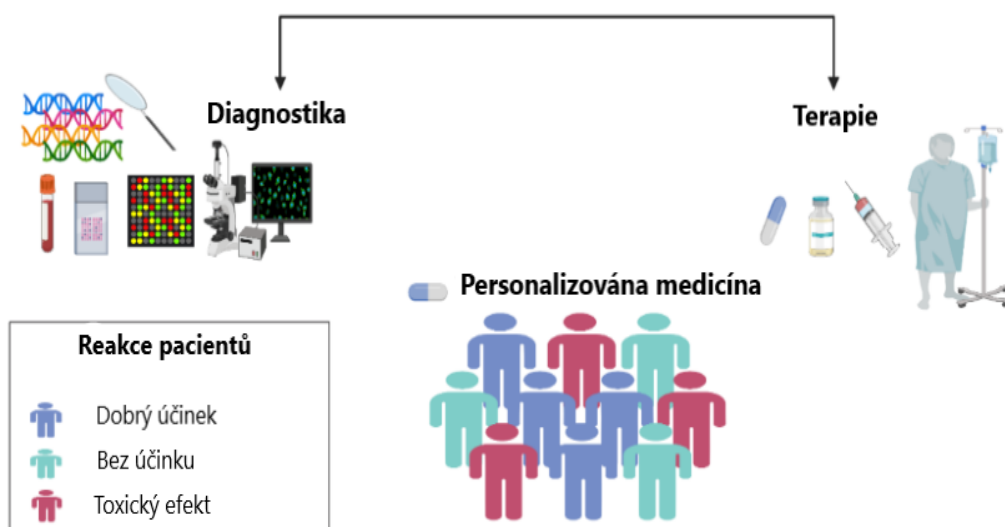 Diagnostika
Terapie
Personalizována medicína
Reakce pacientů
Dobrý účinek
Bez účinku
Toxický efekt